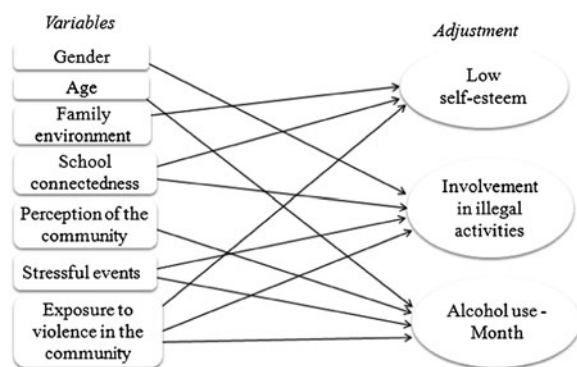 Variables
Gender
Age
Family
environment
School
connectedness
Perception of the
community
Stressful events
Exposure to
violence in the
community
Adjustment
Low
self-esteem
Involvement
in illegal
activities
Alcohol use -
Month